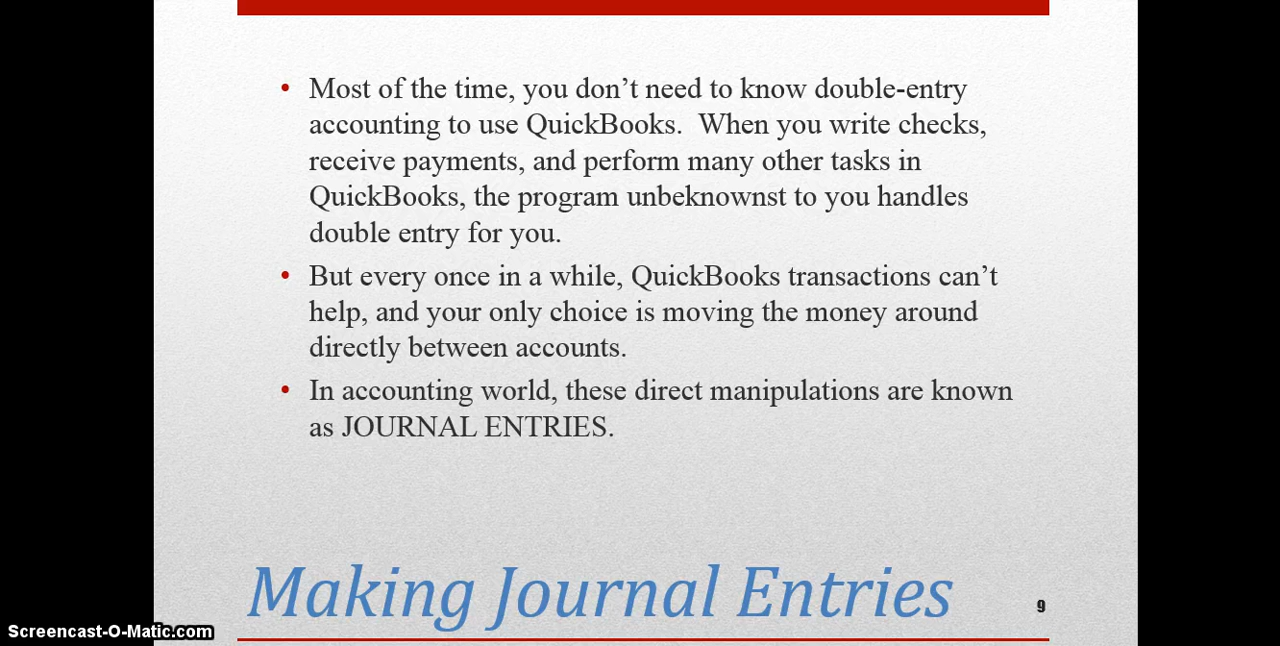 • Most of the time, you don’t need to know double-entry
accounting to use QuickBooks.  When you write checks,
receive payments, and perform many other tasks in
QuickBooks, the program unbeknownst to you handles
double entry for you.
• But every once in a while, QuickBooks transactions can’t
help, and your only choice is moving the money around
directly between accounts.
• In accounting world, these direct manipulations are known
as JOURNAL ENTRIES.
Making Journal Entries
9
Screencast-O-Matic.com